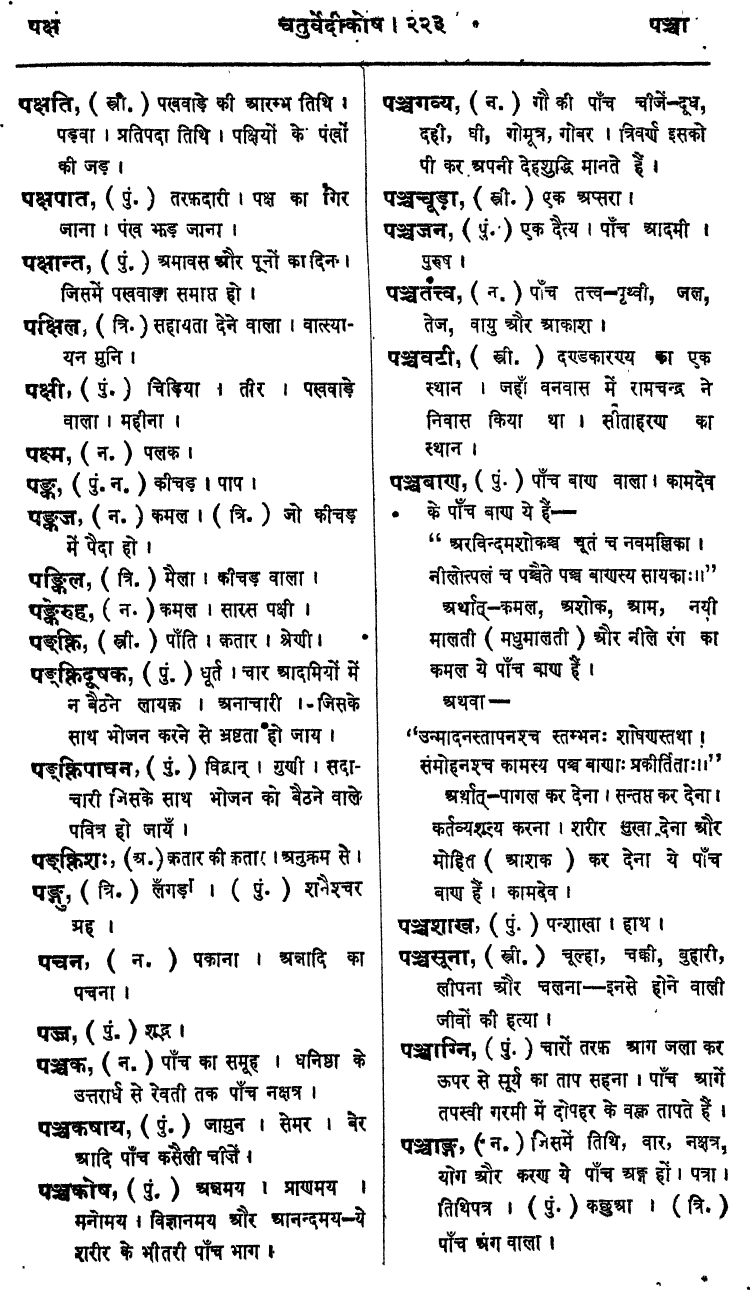 पक्षं
चतुर्वेदीकोष। २२३
पञ्चा
पक्षति, ( स्त्री. ) पखवाड़े की आरम्भ तिथि ।
पड़वा । प्रतिपदा तिथि । पक्षियों के पंखों
की जड़ ।
पक्षपात, ( पुं. ) तरफ़दारी । पक्ष का गिर
जाना । पंख झड़ जाना ।
पक्षान्त, ( पुं. ) अमावस और पूनों का दिन ।
जिसमें पखवाड़ा समाप्त हो ।
पक्षिल, ( त्रि. ) सहायता देने वाला । वात्स्या-
यन मुनि ।
पक्षी, ( पुं. ) चिड़िया । तीर । पखवाड़े
वाला । महीना ।
पक्ष्म, ( न. ) पलक ।
पङ्क, ( पुं. न. ) कीचड़ । पाप ।
पङ्कज, ( न. ) कमल । ( त्रि. ) जो कीचड़
में पैदा हो ।
पङ्किल, ( त्रि. ) मैला । कीचड़ वाला ।
पङ्केरुह, ( न. ) कमल । सारस पक्षी ।
पङ्क्ति, ( स्त्री. ) पाँति । क़तार । श्रेणी ।
पङ्क्तिदूषक, ( पुं. ) धूर्त । चार आदमियों में
न बैठने लायक़ । अनाचारी ।-जिसके
साथ भोजन करने से भ्रष्टता हो जाय ।
पङ्क्तिपावन, ( पुं. ) विद्वान् । गुणी । सदा-
चारी जिसके साथ भोजन को बैठने वाले
पवित्र हो जायँ ।
पङ्क्तिशः, (अ.) क़तार की क़तार । अनुक्रम से ।
पङ्गु, ( त्रि. ) लँगड़ा । ( पुं. ) शनैश्चर
ग्रह ।
पचन, ( न. ) पकाना । अन्नादि का
पचना ।
पज्ज, ( पुं. ) शूद्र ।
पञ्चक, ( न. ) पाँच का समूह । धनिष्ठा के
उत्तरार्ध से रेवती तक पाँच नक्षत्र ।
पञ्चकषाय, ( पुं. ) जामुन । सेमर । बेर
आदि पाँच कसैली चीजें ।
पञ्चकोष, ( पुं. ) अन्नमय । प्राणमय ।
मनोमय । विज्ञानमय और आनन्दमय–ये
शरीर के भीतरी पाँच भाग ।
पञ्चगव्य, ( न. ) गौ की पाँच चीजें–दूध,
दही, घी, गोमूत्र, गोबर । त्रिवर्ण इसको
पी कर अपनी देहशुद्धि मानते हैं ।
पञ्चचूड़ा, ( स्त्री. ) एक अप्सरा ।
पञ्चजन, ( पुं. ) एक दैत्य । पाँच आदमी ।
पुरुष ।
पञ्चतत्त्व, ( न. ) पाँच तत्त्व–पृथ्वी, जल,
तेज, वायु और आकाश ।
पञ्चवटी, ( स्त्री. ) दण्डकारण्य का एक
स्थान । जहाँ वनवास में रामचन्द्र ने
निवास किया था । सीताहरण का
स्थान ।
पञ्चबाण, ( पुं. ) पाँच बाण वाला । कामदेव
के पाँच बाण ये हैं—
“ अरविन्दमशोकञ्च चूतं च नवमल्लिका ।
नीलोत्पलं च पञ्चैते पञ्च बाणस्य सायकाः॥”
अर्थात्–कमल, अशोक, आम, नयी
मालती ( मधुमालती ) और नीले रंग का
कमल ये पाँच बाण हैं ।
अथवा—
“उन्मादनस्तापनश्च स्तम्भनः शोषणस्तथा ।
संमोहनश्च कामस्य पञ्च बाणाः प्रकीर्तिताः॥”
अर्थात्–पागल कर देना । सन्तप्त कर देना ।
कर्तव्यशून्य करना । शरीर सुखा देना और
मोहित ( आशक ) कर देना ये पाँच
बाण हैं । कामदेव ।
पञ्चशाख, ( पुं. ) पन्शाखा । हाथ ।
पञ्चसूना, ( स्त्री. ) चूल्हा, चक्की, बुहारी,
लीपना और चलना—इनसे होने वाली
जीवों की हत्या ।
पञ्चाग्नि, ( पुं. ) चारों तरफ़ आग जला कर
ऊपर से सूर्य का ताप सहना । पाँच आगें
तपस्वी गरमी में दोपहर के वक़्त तापते हैं ।
पञ्चाङ्ग, ( न. ) जिसमें तिथि, वार, नक्षत्र,
योग और करण ये पाँच अङ्ग हों । पत्रा ।
तिथिपत्र । ( पुं. ) कछुआ । ( त्रि. )
पाँच अंग वाला ।